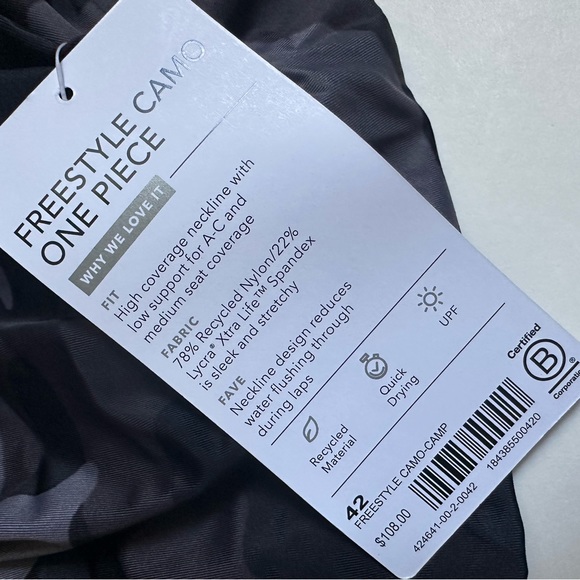 FREESTYLE CAMO
ONE PIECE
WHY WE LOVE IT
FIT
High coverage neckline with
low support for A-C and
medium seat coverage
FABRIC
78% Recycled Nylon/22%
Lycra® Xtra Life™ Spandex
is sleek and stretchy
FAVE
Neckline design reduces
water flushing through
during laps
Recycled
Material
Quick
Drying
UPF
42
FREESTYLE CAMO-CAMP
$108.00
424641-00-2-0042
184385500420
Certified
B®
Corporation